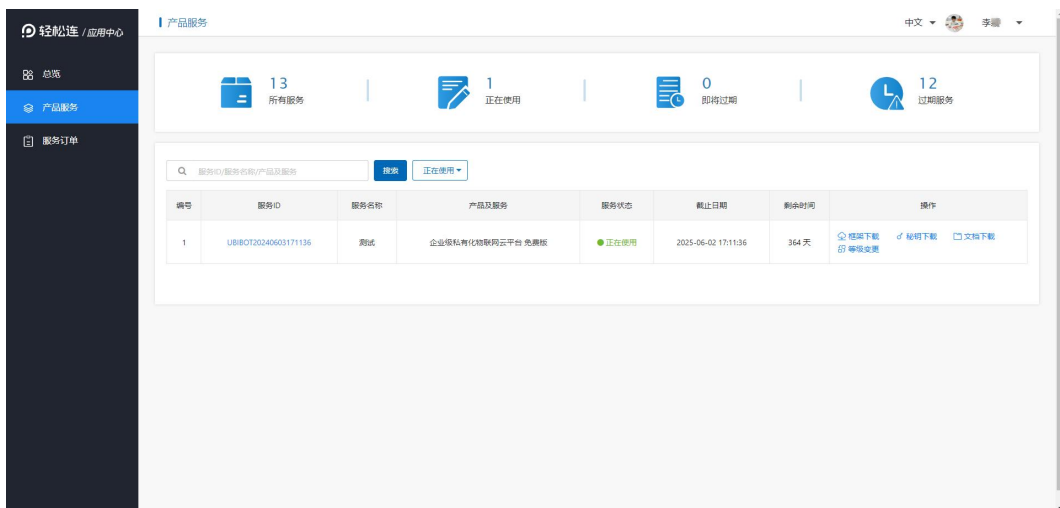 轻松连 / 应用中心
产品服务
中文
李
总览
产品服务
服务订单
13
所有服务
1
正在使用
0
即将过期
12
过期服务
服务ID/服务名称/产品及服务
搜索
正在使用
编号 服务ID 服务名称 产品及服务 服务状态 截止日期 剩余时间 操作
1 UBIBOT20240603171136 测试 企业级私有化物联网云平台 免费版 正在使用 2025-06-02 17:11:36 364 天 框架下载 秘钥下载 文档下载
等级变更